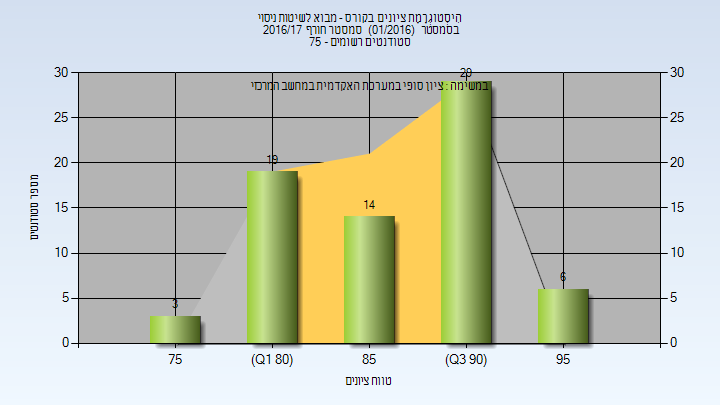 היסטוגרמת ציונים בקורס - מבוא לשיטות ניסוי
בסמסטר (01/2016) סמסטר חורף 2016/17
סטודנטים רשומים - 75
במשימה : ציון סופי במערכת האקדמית במחשב המרכזי
30 30
25 25
20 20
15 15
10 10
5 5
0 0
3 19 14 29 6
מספר סטודנטים
75 (Q1 80) 85 (Q3 90) 95
טווח ציונים